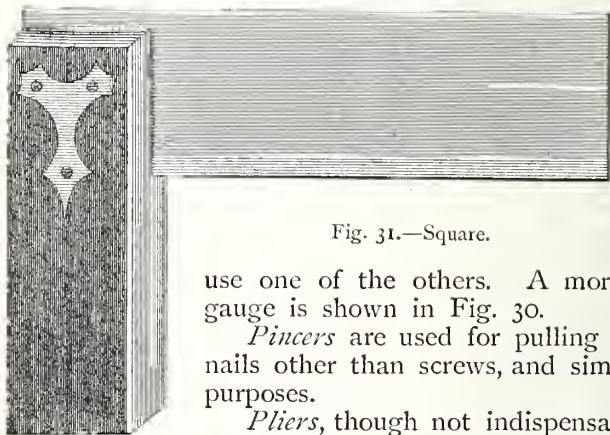 Fig. 31.—Square.
use one of the others. A mor
gauge is shown in Fig. 30.
Pincers are used for pulling
nails other than screws, and sim
purposes.
Pliers, though not indispensa